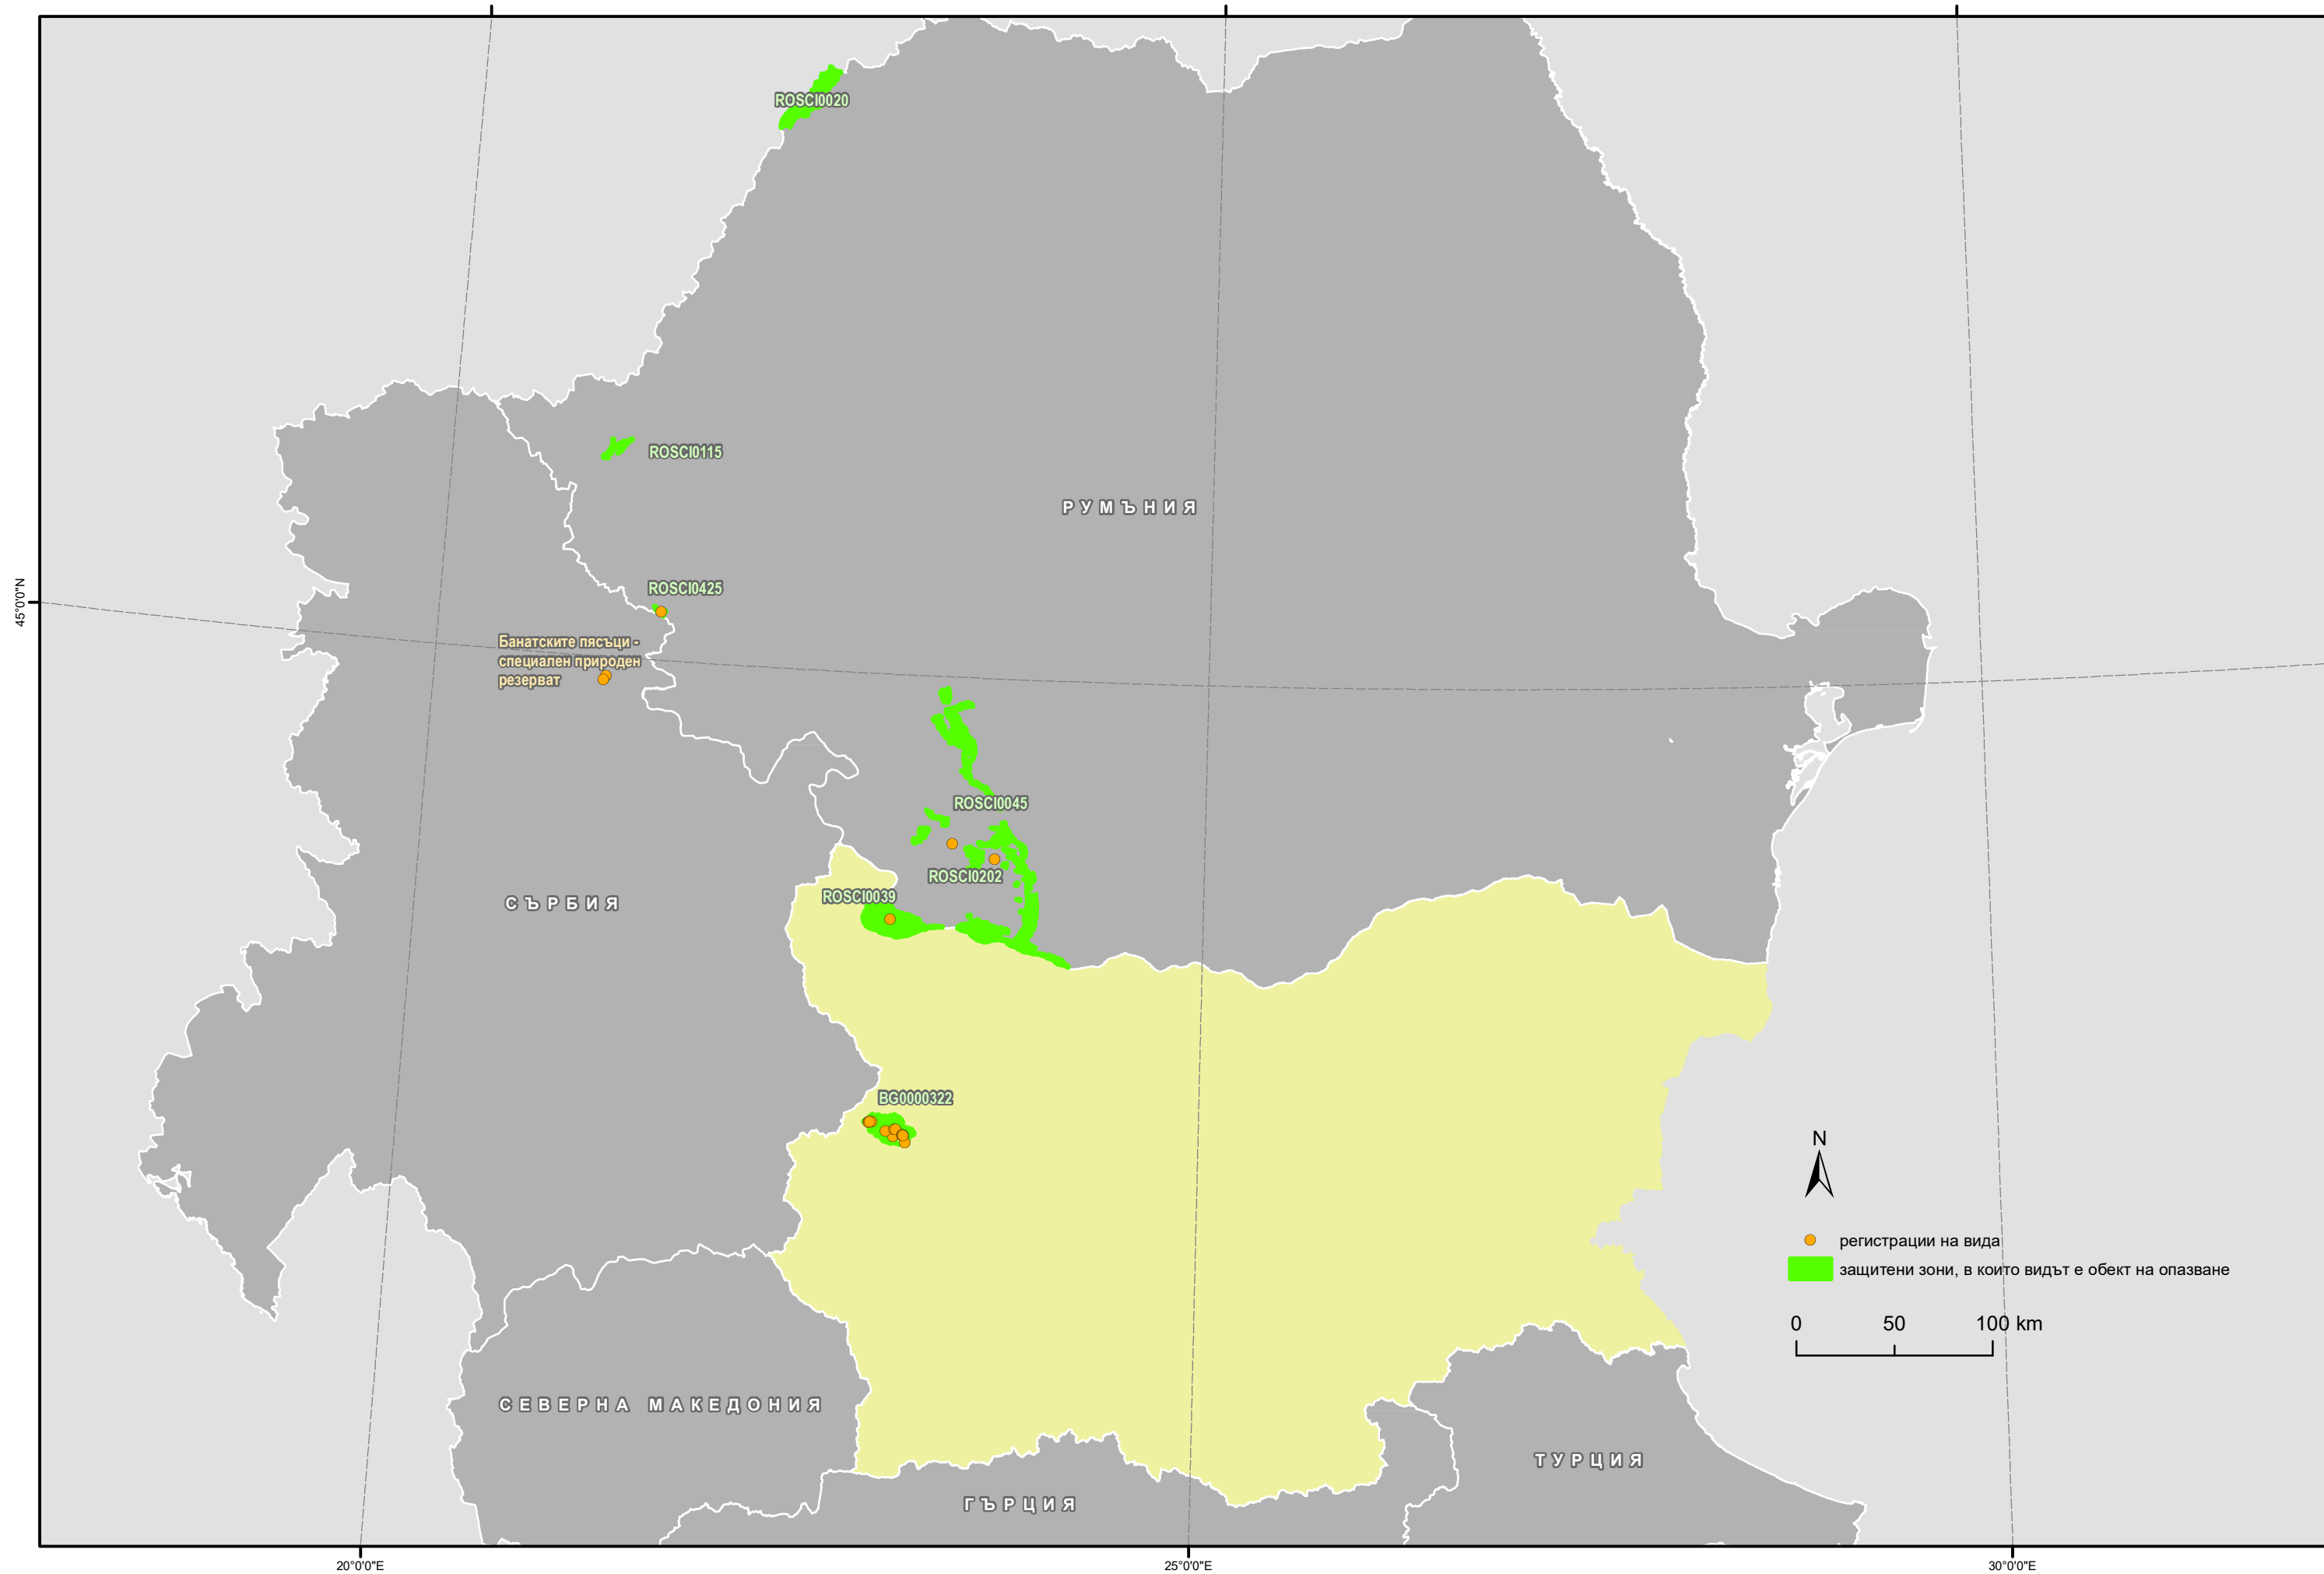 ROSCI0020
ROSCI0115
РУМЪНИЯ
ROSCI0425
45°0'0"N
Банатските пясъци -
специален природен
резерват
ROSCI0045
ROSCI0202
ROSCI0039
СЪРБИЯ
BG0000322
N
регистрации на вида
защитени зони, в които видът е обект на опазване
0 50 100 km
СЕВЕРНА МАКЕДОНИЯ
ТУРЦИЯ
ГЪРЦИЯ
20°0'0"E 25°0'0"E 30°0'0"E